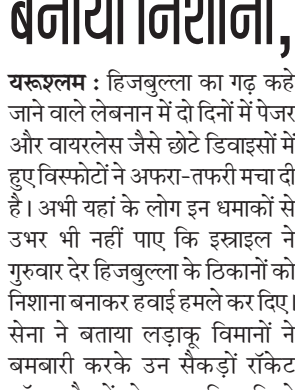 बनाया निशाना,
यरूश्लम : हिजबुल्ला का गढ़ कहे
जाने वाले लेबनान में दो दिनों में पेजर
और वायरलेस जैसे छोटे डिवाइसों में
हुए विस्फोटों ने अफरा-तफरी मचा दी
है। अभी यहां के लोग इन धमाकों से
उभर भी नहीं पाए कि इस्राइल ने
गुरुवार देर हिजबुल्ला के ठिकानों को
निशाना बनाकर हवाई हमले कर दिए।
सेना ने बताया लड़ाकू विमानों ने
बमबारी करके उन सैकड़ों रॉकेट